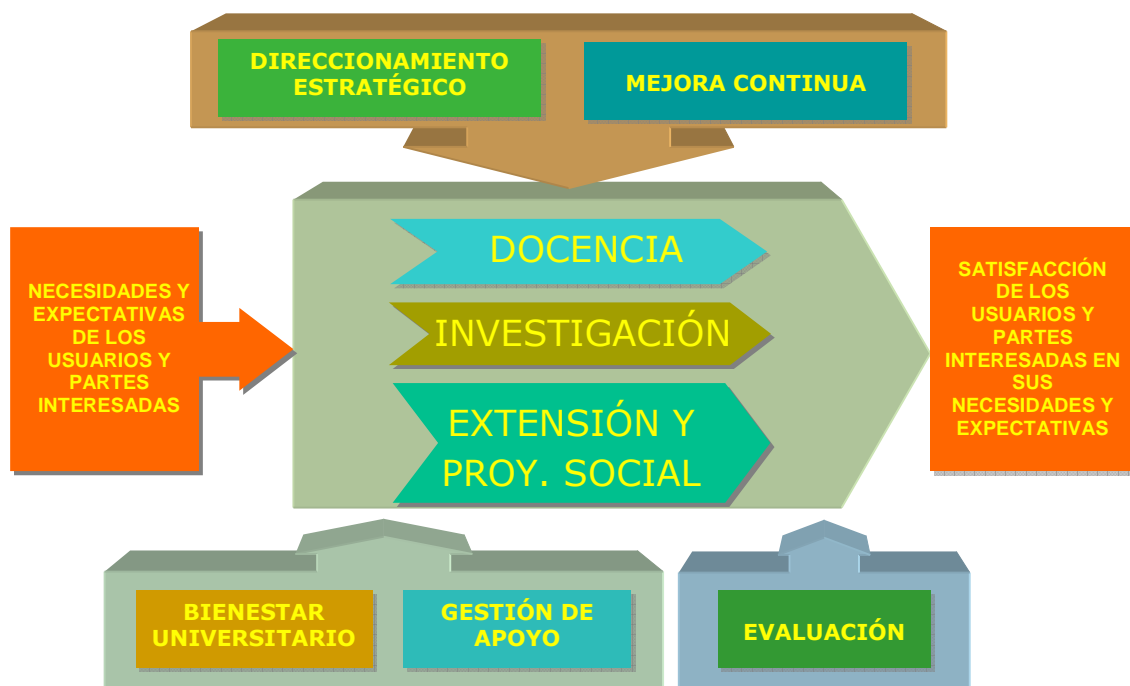 DIRECCIONAMIENTO
ESTRATÉGICO
MEJORA CONTINUA
NECESIDADES Y
EXPECTATIVAS
DE LOS
USUARIOS Y
PARTES
INTERESADAS
DOCENCIA
INVESTIGACIÓN
EXTENSIÓN Y
PROY. SOCIAL
SATISFACCIÓN
DE LOS
USUARIOS Y
PARTES
INTERESADAS EN
SUS
NECESIDADES Y
EXPECTATIVAS
BIENESTAR
UNIVERSITARIO
GESTIÓN DE
APOYO
EVALUACIÓN